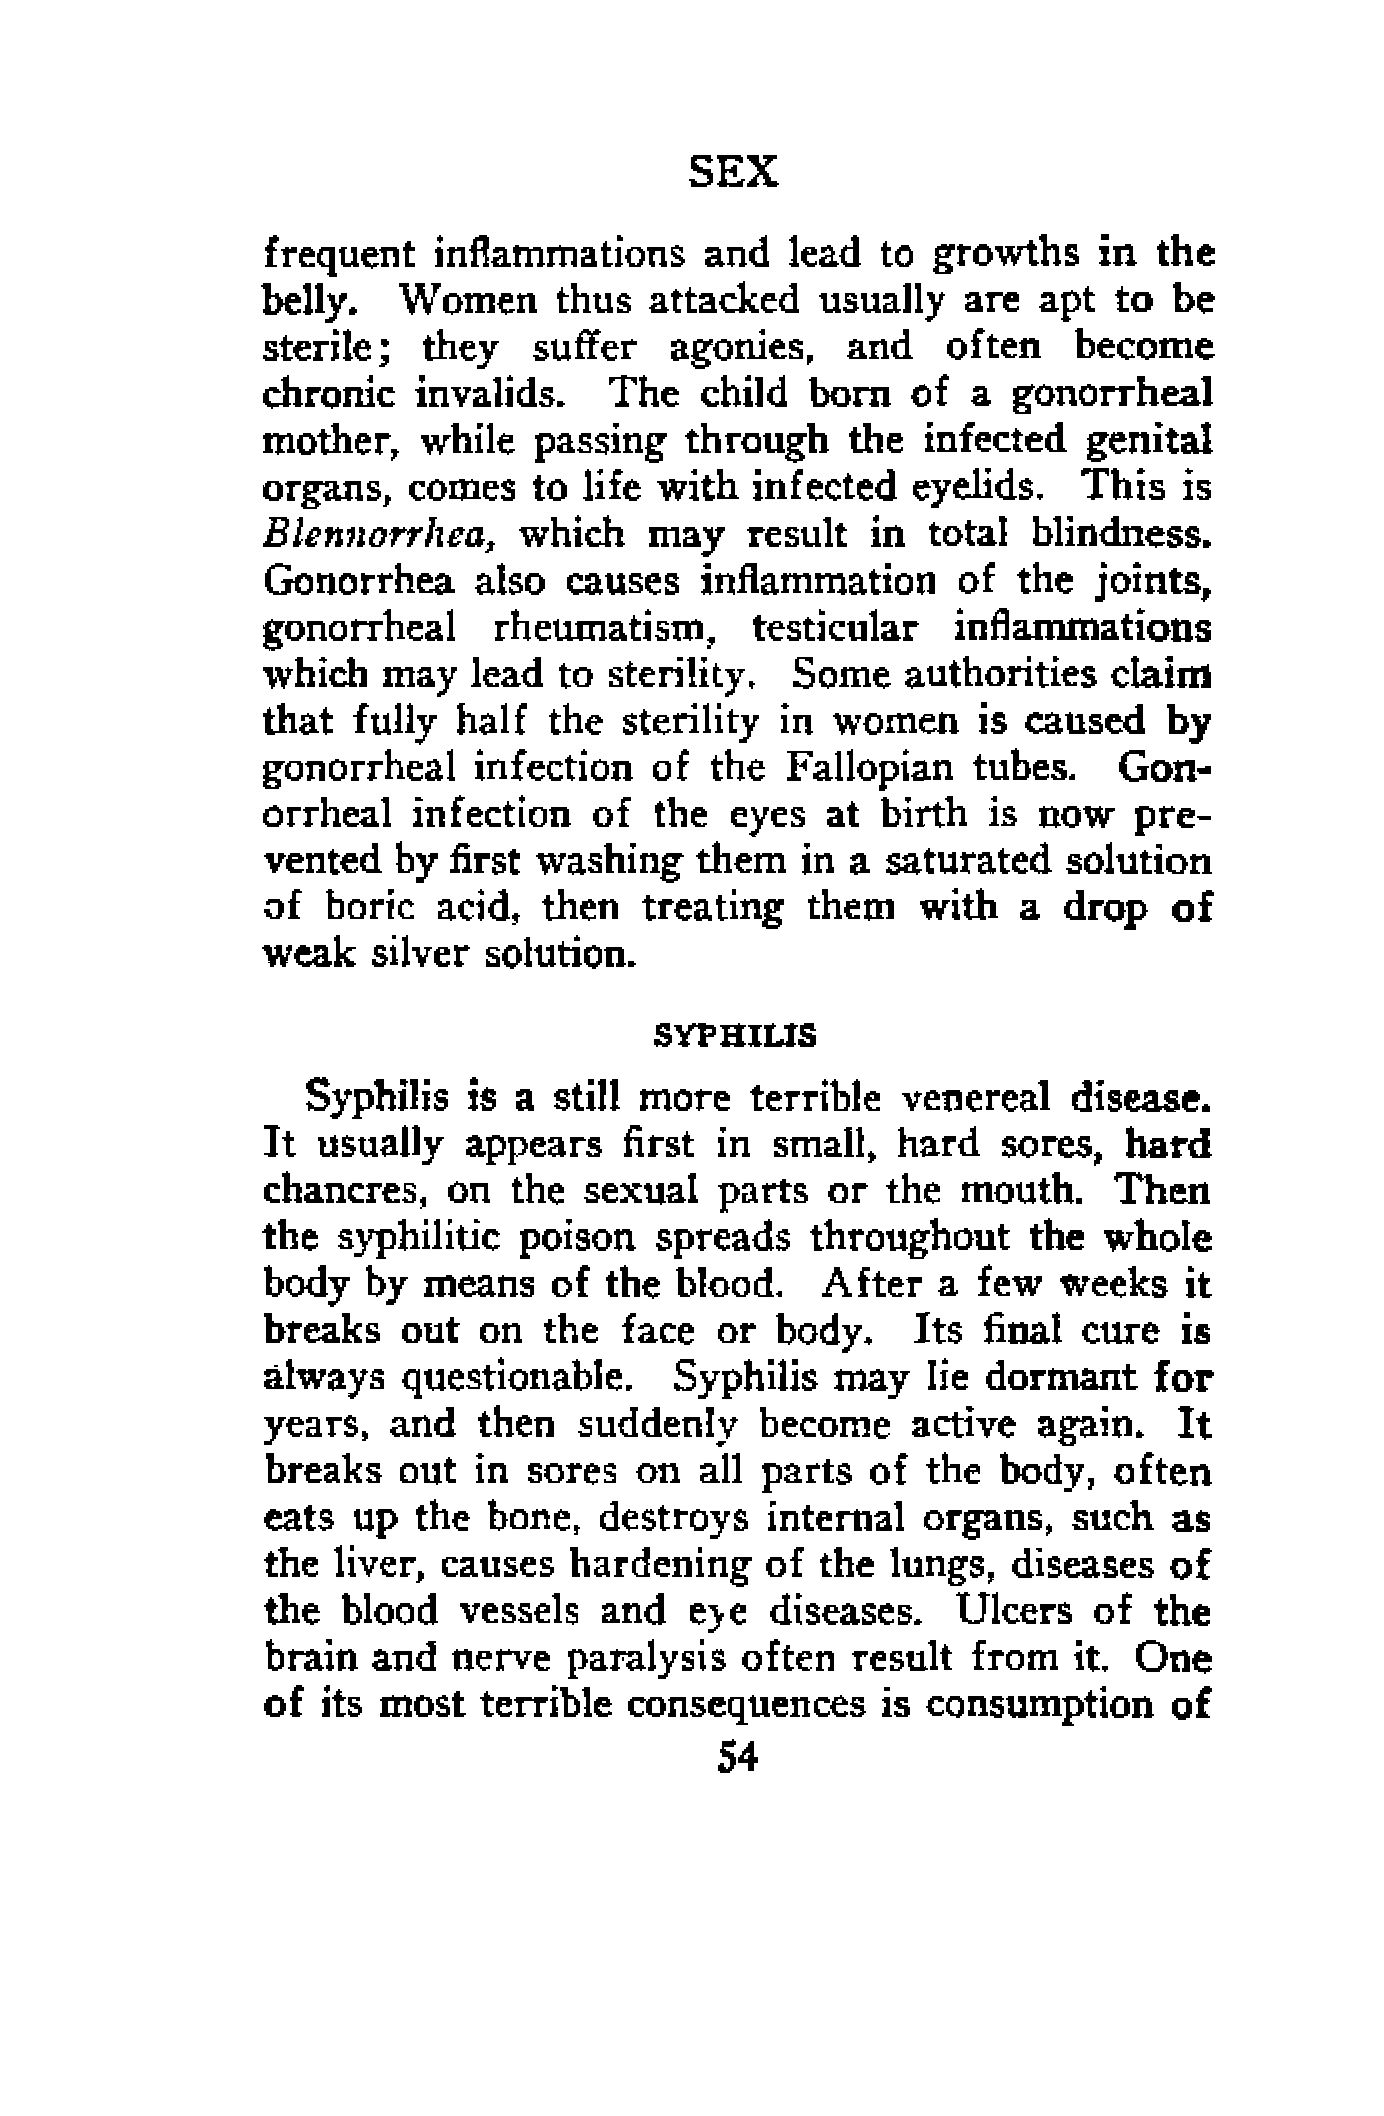 SEX
frequent inflammations and lead to growths in the
belly. Women thus attacked usually are apt to be
sterile; they suffer agonies, and often become
chronic invalids. The child born of a gonorrheal
mother, while passing through the infected genital
organs, comes to life with infected eyelids. This is
Blennorrhea, which may result in total blindness.
Gonorrhea also causes inflammation of the joints,
gonorrheal rheumatism, testicular inflammations
which may lead to sterility. Some authorities claim
that fully half the sterility in women is caused by
gonorrheal infection of the Fallopian tubes. Gon-
orrheal infection of the eyes at birth is now pre-
vented by first washing them in a saturated solution
of boric acid, then treating them with a drop of
weak silver solution.
SYPHILIS
Syphilis is a still more terrible venereal disease.
It usually appears first in small, hard sores, hard
chancres, on the sexual parts or the mouth. Then
the syphilitic poison spreads throughout the whole
body by means of the blood. After a few weeks it
breaks out on the face or body. Its final cure is
always questionable. Syphilis may lie dormant for
years, and then suddenly become active again. It
breaks out in sores on all parts of the body, often
eats up the bone, destroys internal organs, such as
the liver, causes hardening of the lungs, diseases of
the blood vessels and eye diseases. Ulcers of the
brain and nerve paralysis often result from it. One
of its most terrible consequences is consumption of
54